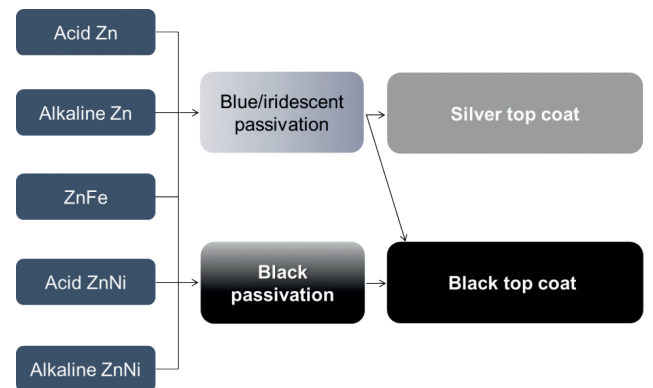 Acid Zn
Alkaline Zn
ZnFe
Acid ZnNi
Alkaline ZnNi
Blue/iridescent
passivation
Black
passivation
Silver top coat
Black top coat